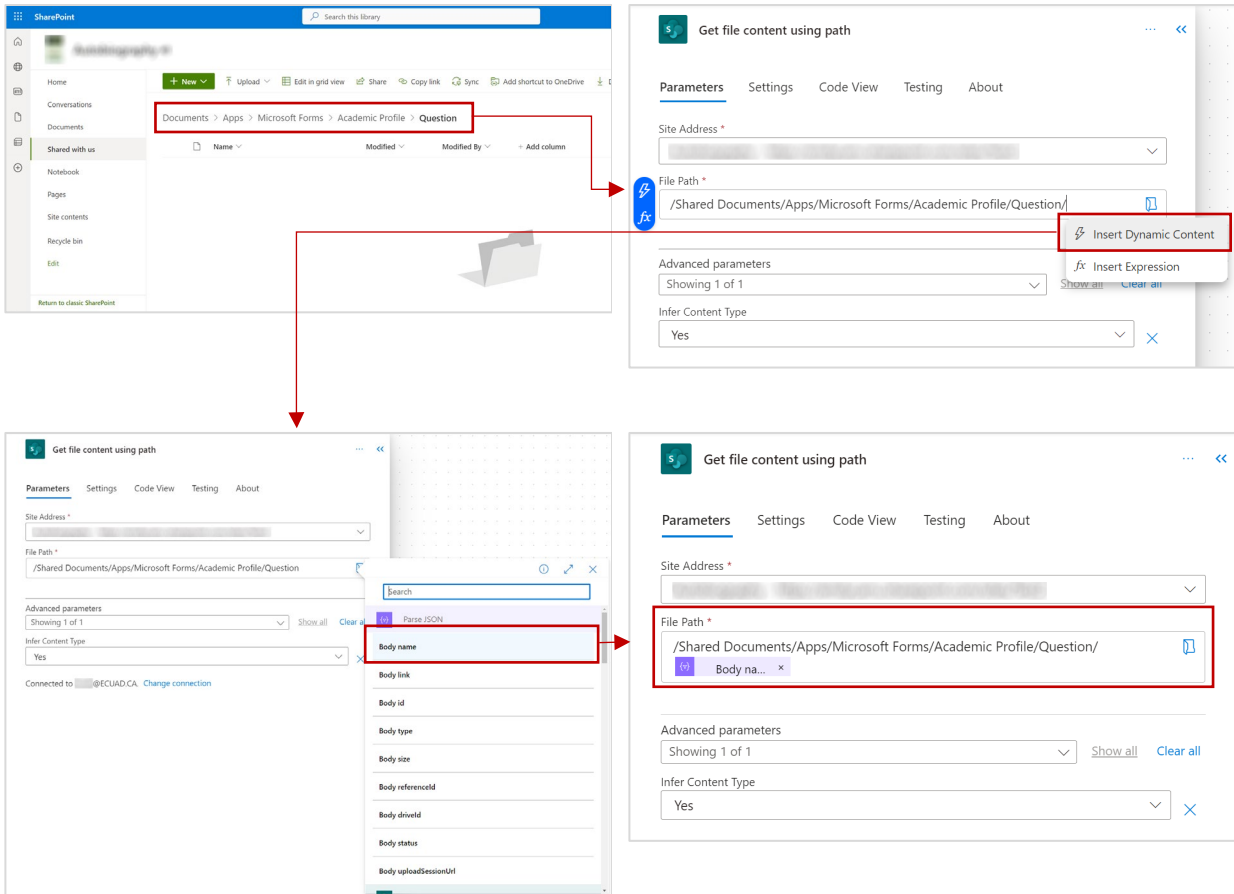 SharePoint
Search this library
Home
Conversations
Documents
Shared with us
Notebook
Pages
Site contents
Recycle bin
Edit
Return to classic SharePoint
+ New Upload Edit in grid view Share Copy link Sync Add shortcut to OneDrive
Documents > Apps > Microsoft Forms > Academic Profile > Question
Name Modified Modified By + Add column
Get file content using path
Parameters Settings Code View Testing About
Site Address *
File Path *
/Shared Documents/Apps/Microsoft Forms/Academic Profile/Question/
fx
Insert Dynamic Content
fx Insert Expression
Advanced parameters
Showing 1 of 1 Show all Clear all
Infer Content Type
Yes
Get file content using path
Parameters Settings Code View Testing About
Site Address *
File Path *
/Shared Documents/Apps/Microsoft Forms/Academic Profile/Question
Advanced parameters
Showing 1 of 1 Show all Clear
Infer Content Type
Yes
Connected to @ECUAD.CA. Change connection
Search
Parse JSON
Body name
Body link
Body id
Body type
Body size
Body referenceId
Body driveId
Body status
Body uploadSessionUrl
Get file content using path
Parameters Settings Code View Testing About
Site Address *
File Path *
/Shared Documents/Apps/Microsoft Forms/Academic Profile/Question/
Body na... ×
Advanced parameters
Showing 1 of 1 Show all Clear all
Infer Content Type
Yes